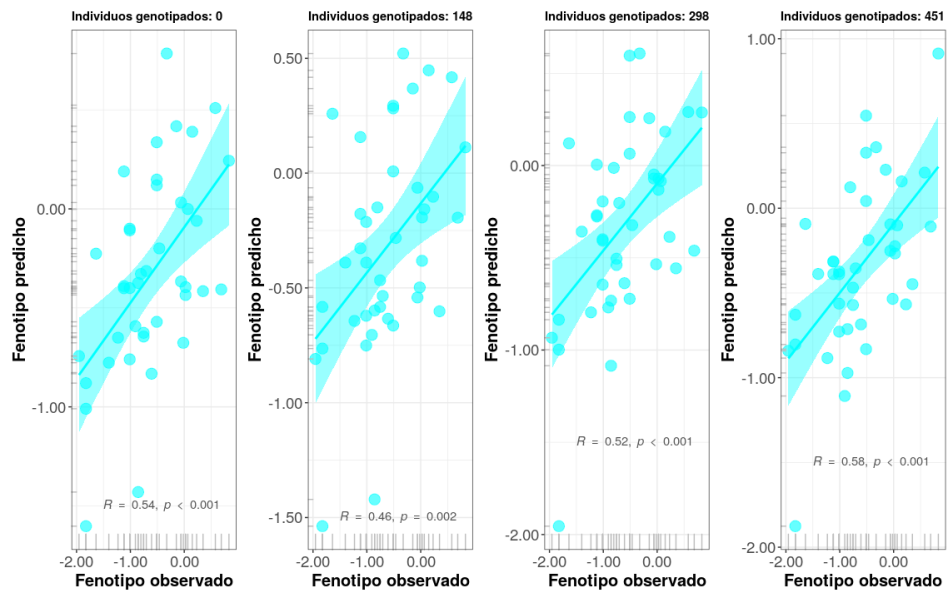 Individuos genotipados: 0
Individuos genotipados: 148
Individuos genotipados: 298
Individuos genotipados: 451
Fenotipo predicho
0.00
-1.00
R = 0.54, p < 0.001
-2.00 -1.00 0.00
Fenotipo observado
Fenotipo predicho
0.50
0.00
-0.50
-1.00
-1.50
R = 0.46, p = 0.002
-2.00 -1.00 0.00
Fenotipo observado
Fenotipo predicho
0.00
-1.00
-2.00
R = 0.52, p < 0.001
-2.00 -1.00 0.00
Fenotipo observado
Fenotipo predicho
1.00
0.00
-1.00
-2.00
R = 0.58, p < 0.001
-2.00 -1.00 0.00
Fenotipo observado